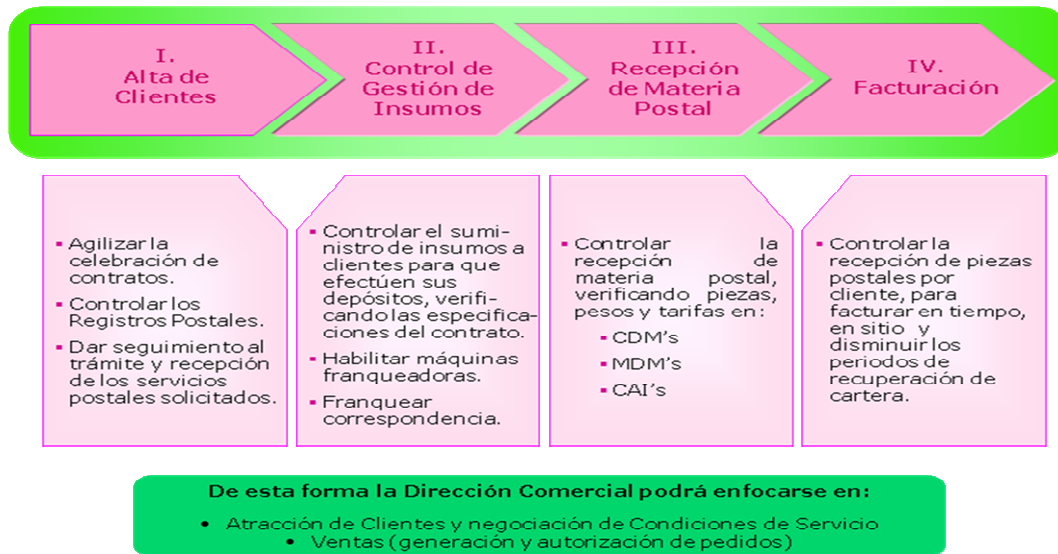 I.
Alta de
Clientes
II.
Control de
Gestión de
Insumos
III.
Recepción
de Materia
Postal
IV.
Facturación
▪ Agilizar la
celebración de
contratos.
▪ Controlar los
Registros Postales.
▪ Dar seguimiento al
trámite y recepción
de los servicios
postales solicitados.
▪ Controlar el sumi-
nistro de insumos a
clientes para que
efectúen sus
depósitos, verifi-
cando las especifica-
ciones del contrato.
▪ Habilitar máquinas
franqueadoras.
▪ Franquear
correspondencia.
▪ Controlar la
recepción de
materia postal,
verificando piezas,
pesos y tarifas en:
▪ CDM's
▪ MDM's
▪ CAI's
▪ Controlar la
recepción de piezas
postales por
cliente, para
facturar en tiempo,
en sitio y
disminuir los
periodos de
recuperación de
cartera.
De esta forma la Dirección Comercial podrá enfocarse en:
• Atracción de Clientes y negociación de Condiciones de Servicio
• Ventas (generación y autorización de pedidos)